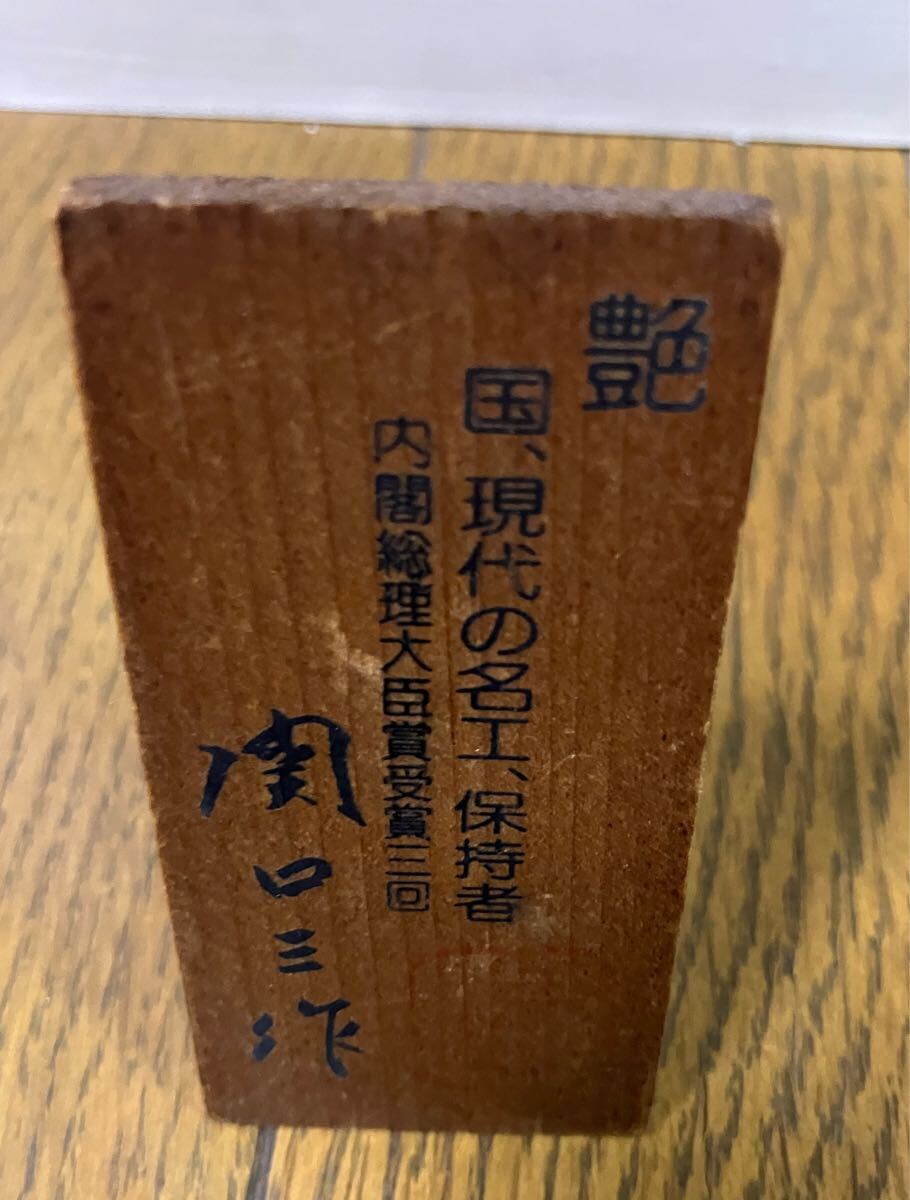 艶
国、現代の名工、保持者
内閣総理大臣賞受賞三回
関口三作